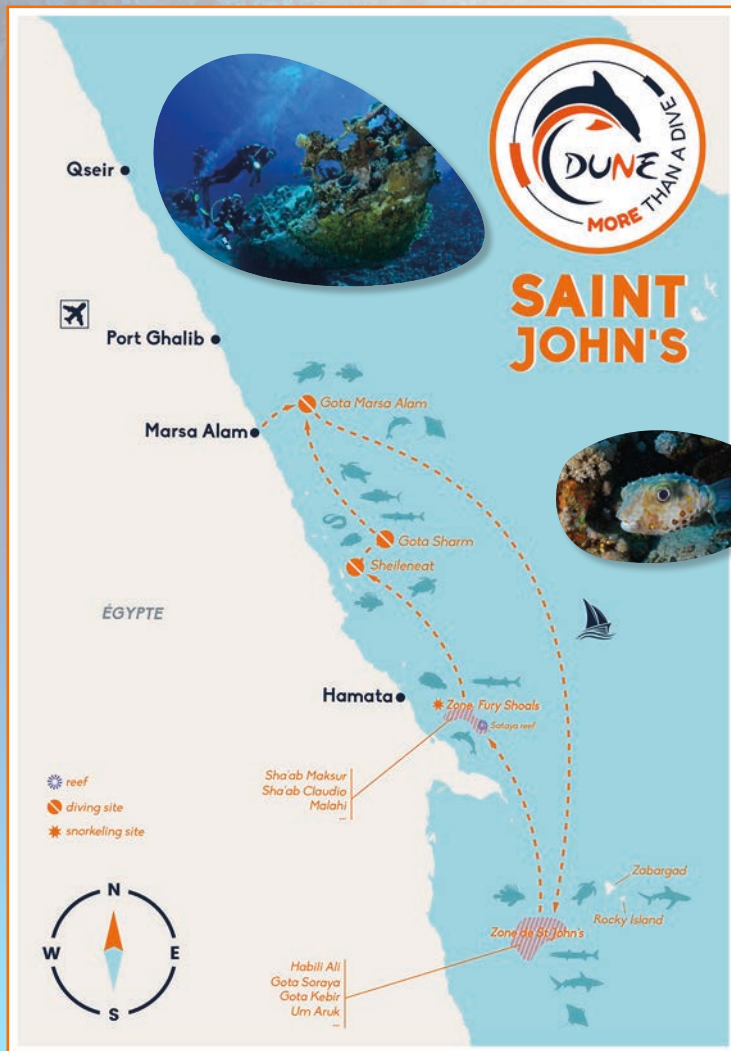 DUNE
MORE THAN A DIVE
SAINT
JOHN'S
Qseir
Port Ghalib
Gota Marsa Alam
Marsa Alam
Gota Sharm
Sheileneat
ÉGYPTE
Hamata
Zone Fury Shoals
Sataya reef
Sha'ab Maksur
Sha'ab Claudio
Malahi
...
reef
diving site
snorkeling site
Zabargad
Rocky Island
Zone de St John's
Habili Ali
Gota Soraya
Gota Kebir
Um Aruk
...
N
W
E
S